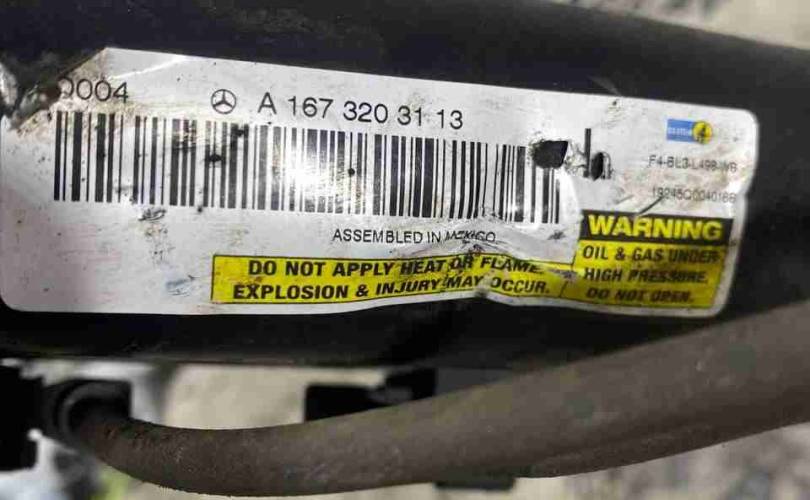 0004
A 167 320 31 13
F4-BL3-L498-WB
L
ASSEMBLED IN MEXICO
WARNING
OIL & GAS UNDER
HIGH PRESSURE.
DO NOT OPEN.
DO NOT APPLY HEAT OR FLAME.
EXPLOSION & INJURY MAY OCCUR.